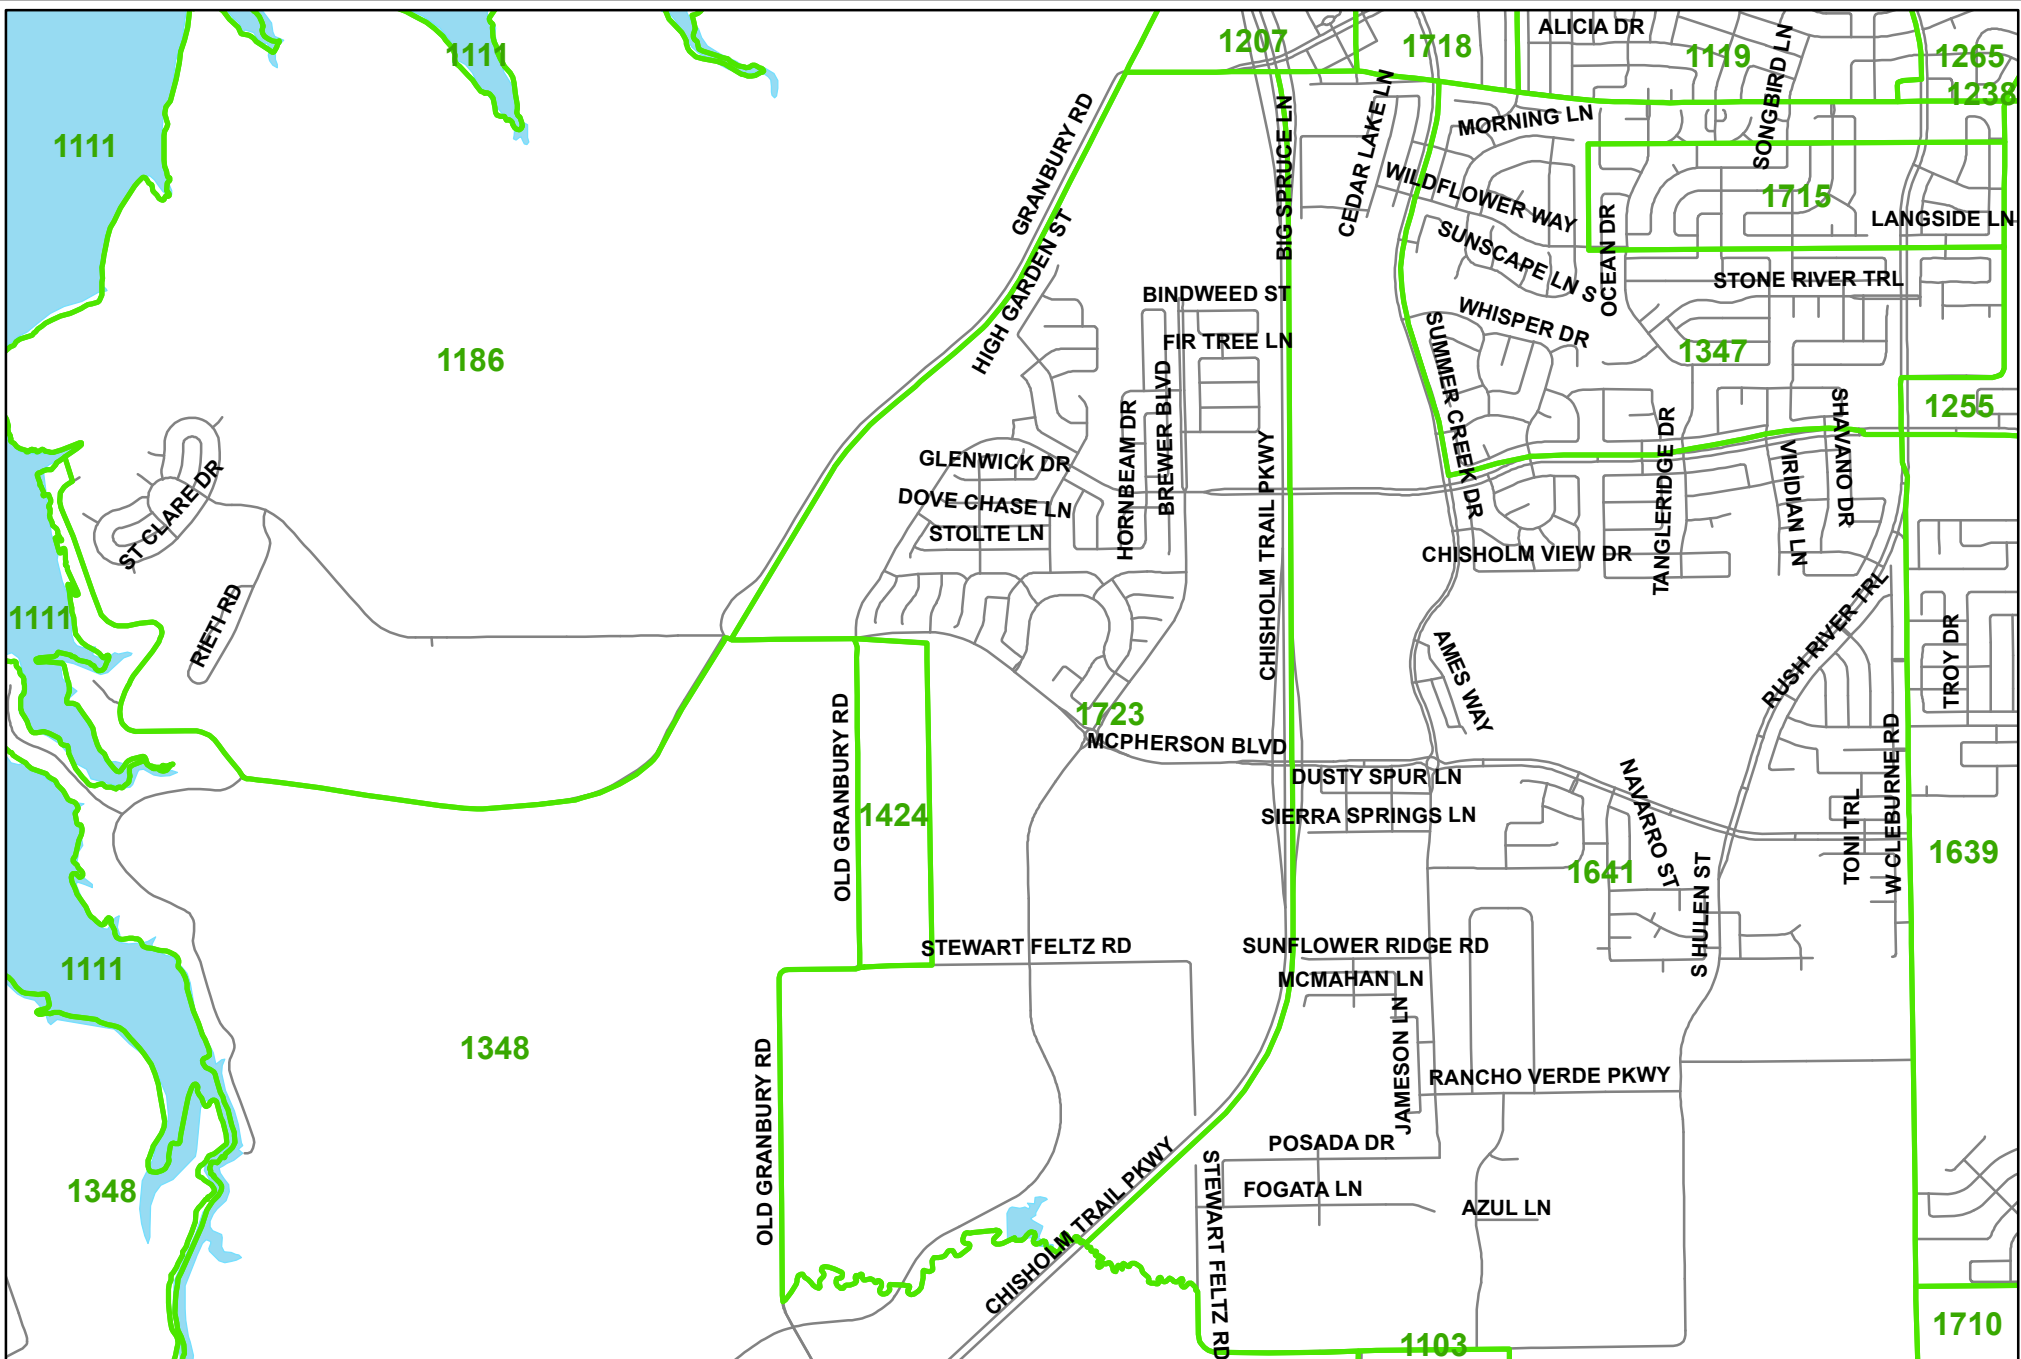 ALICIA DR
1207
1718
1119
SONGBIRD LN
1265
1111
1238
1111
GRANBURY RD
BIG SPRUCE LN
CEDAR LAKE LN
MORNING LN
WILDFLOWER WAY
1715
LANGSIDE LN
HIGH GARDEN ST
SUNSCAPE LN S
OCEAN DR
STONE RIVER TRL
BINDWEED ST
WHISPER DR
FIR TREE LN
1186
1347
SUMMER CREEK DR
1255
GLENWICK DR
HORNBEAM DR
BREWER BLVD
TANGLERIDGE DR
VIRIDIAN LN
SHAVANO DR
ST CLARE DR
DOVE CHASE LN
STOLTE LN
CHISHOLM TRAIL PKWY
CHISHOLM VIEW DR
1111
RIETI RD
AMES WAY
RUSH RIVER TRL
TROY DR
1723
MCPHERSON BLVD
OLD GRANBURY RD
1424
DUSTY SPUR LN
SIERRA SPRINGS LN
NAVARRO ST
TONI TRL
W CLEBURNE RD
1639
1641
S HULEN ST
1111
STEWART FELTZ RD
SUNFLOWER RIDGE RD
MCMAHAN LN
1348
JAMESON LN
RANCHO VERDE PKWY
OLD GRANBURY RD
POSADA DR
1348
CHISHOLM TRAIL PKWY
STEWART FELTZ RD
FOGATA LN
AZUL LN
1710
1103